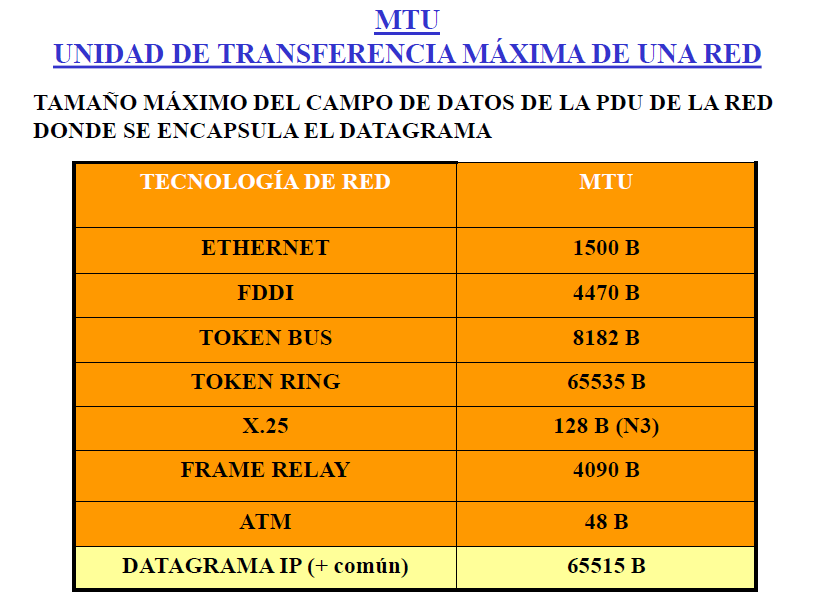 MTU
UNIDAD DE TRANSFERENCIA MÁXIMA DE UNA RED
TAMAÑO MÁXIMO DEL CAMPO DE DATOS DE LA PDU DE LA RED
DONDE SE ENCAPSULA EL DATAGRAMA
TECNOLOGÍA DE RED MTU
ETHERNET 1500 B
FDDI 4470 B
TOKEN BUS 8182 B
TOKEN RING 65535 B
X.25 128 B (N3)
FRAME RELAY 4090 B
ATM 48 B
DATAGRAMA IP (+ común) 65515 B